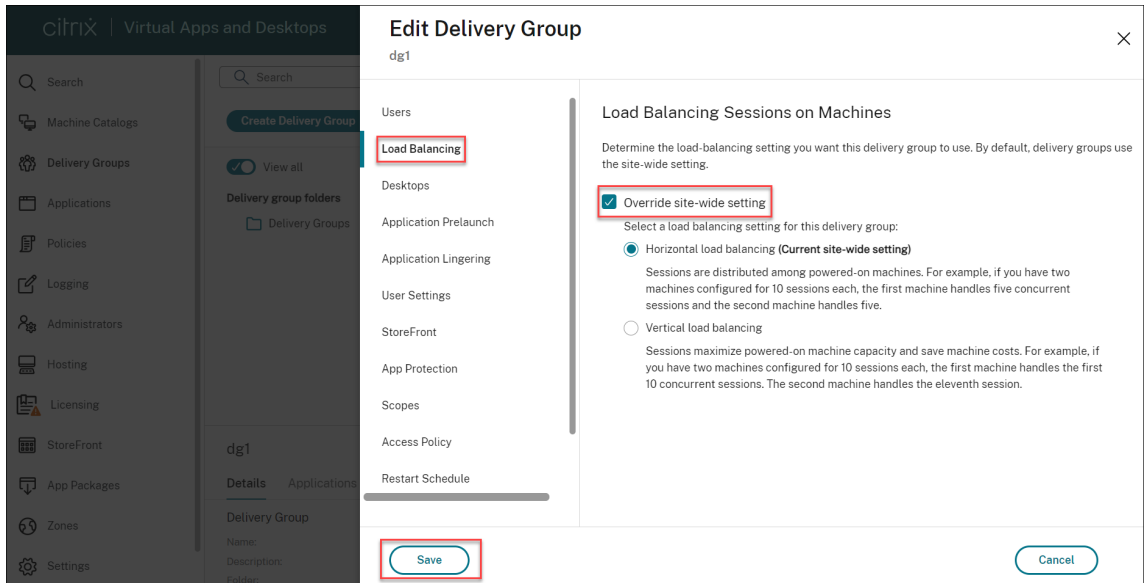 citrix | Virtual Apps and Desktops
Search
Machine Catalogs
Delivery Groups
Applications
Policies
Logging
Administrators
Hosting
Licensing
StoreFront
App Packages
Zones
Settings
Search
Create Delivery Group
View all
Delivery group folders
Delivery Groups
dg1
Details Applications
Delivery Group
Name:
Description:
Folder:
Edit Delivery Group
dg1
Users
Load Balancing
Desktops
Application Prelaunch
Application Lingering
User Settings
StoreFront
App Protection
Scopes
Access Policy
Restart Schedule
Load Balancing Sessions on Machines
Determine the load-balancing setting you want this delivery group to use. By default, delivery groups use
the site-wide setting.
Override site-wide setting
Select a load balancing setting for this delivery group:
Horizontal load balancing (Current site-wide setting)
Sessions are distributed among powered-on machines. For example, if you have two
machines configured for 10 sessions each, the first machine handles five concurrent
sessions and the second machine handles five.
Vertical load balancing
Sessions maximize powered-on machine capacity and save machine costs. For example, if
you have two machines configured for 10 sessions each, the first machine handles the first
10 concurrent sessions. The second machine handles the eleventh session.
Save
Cancel